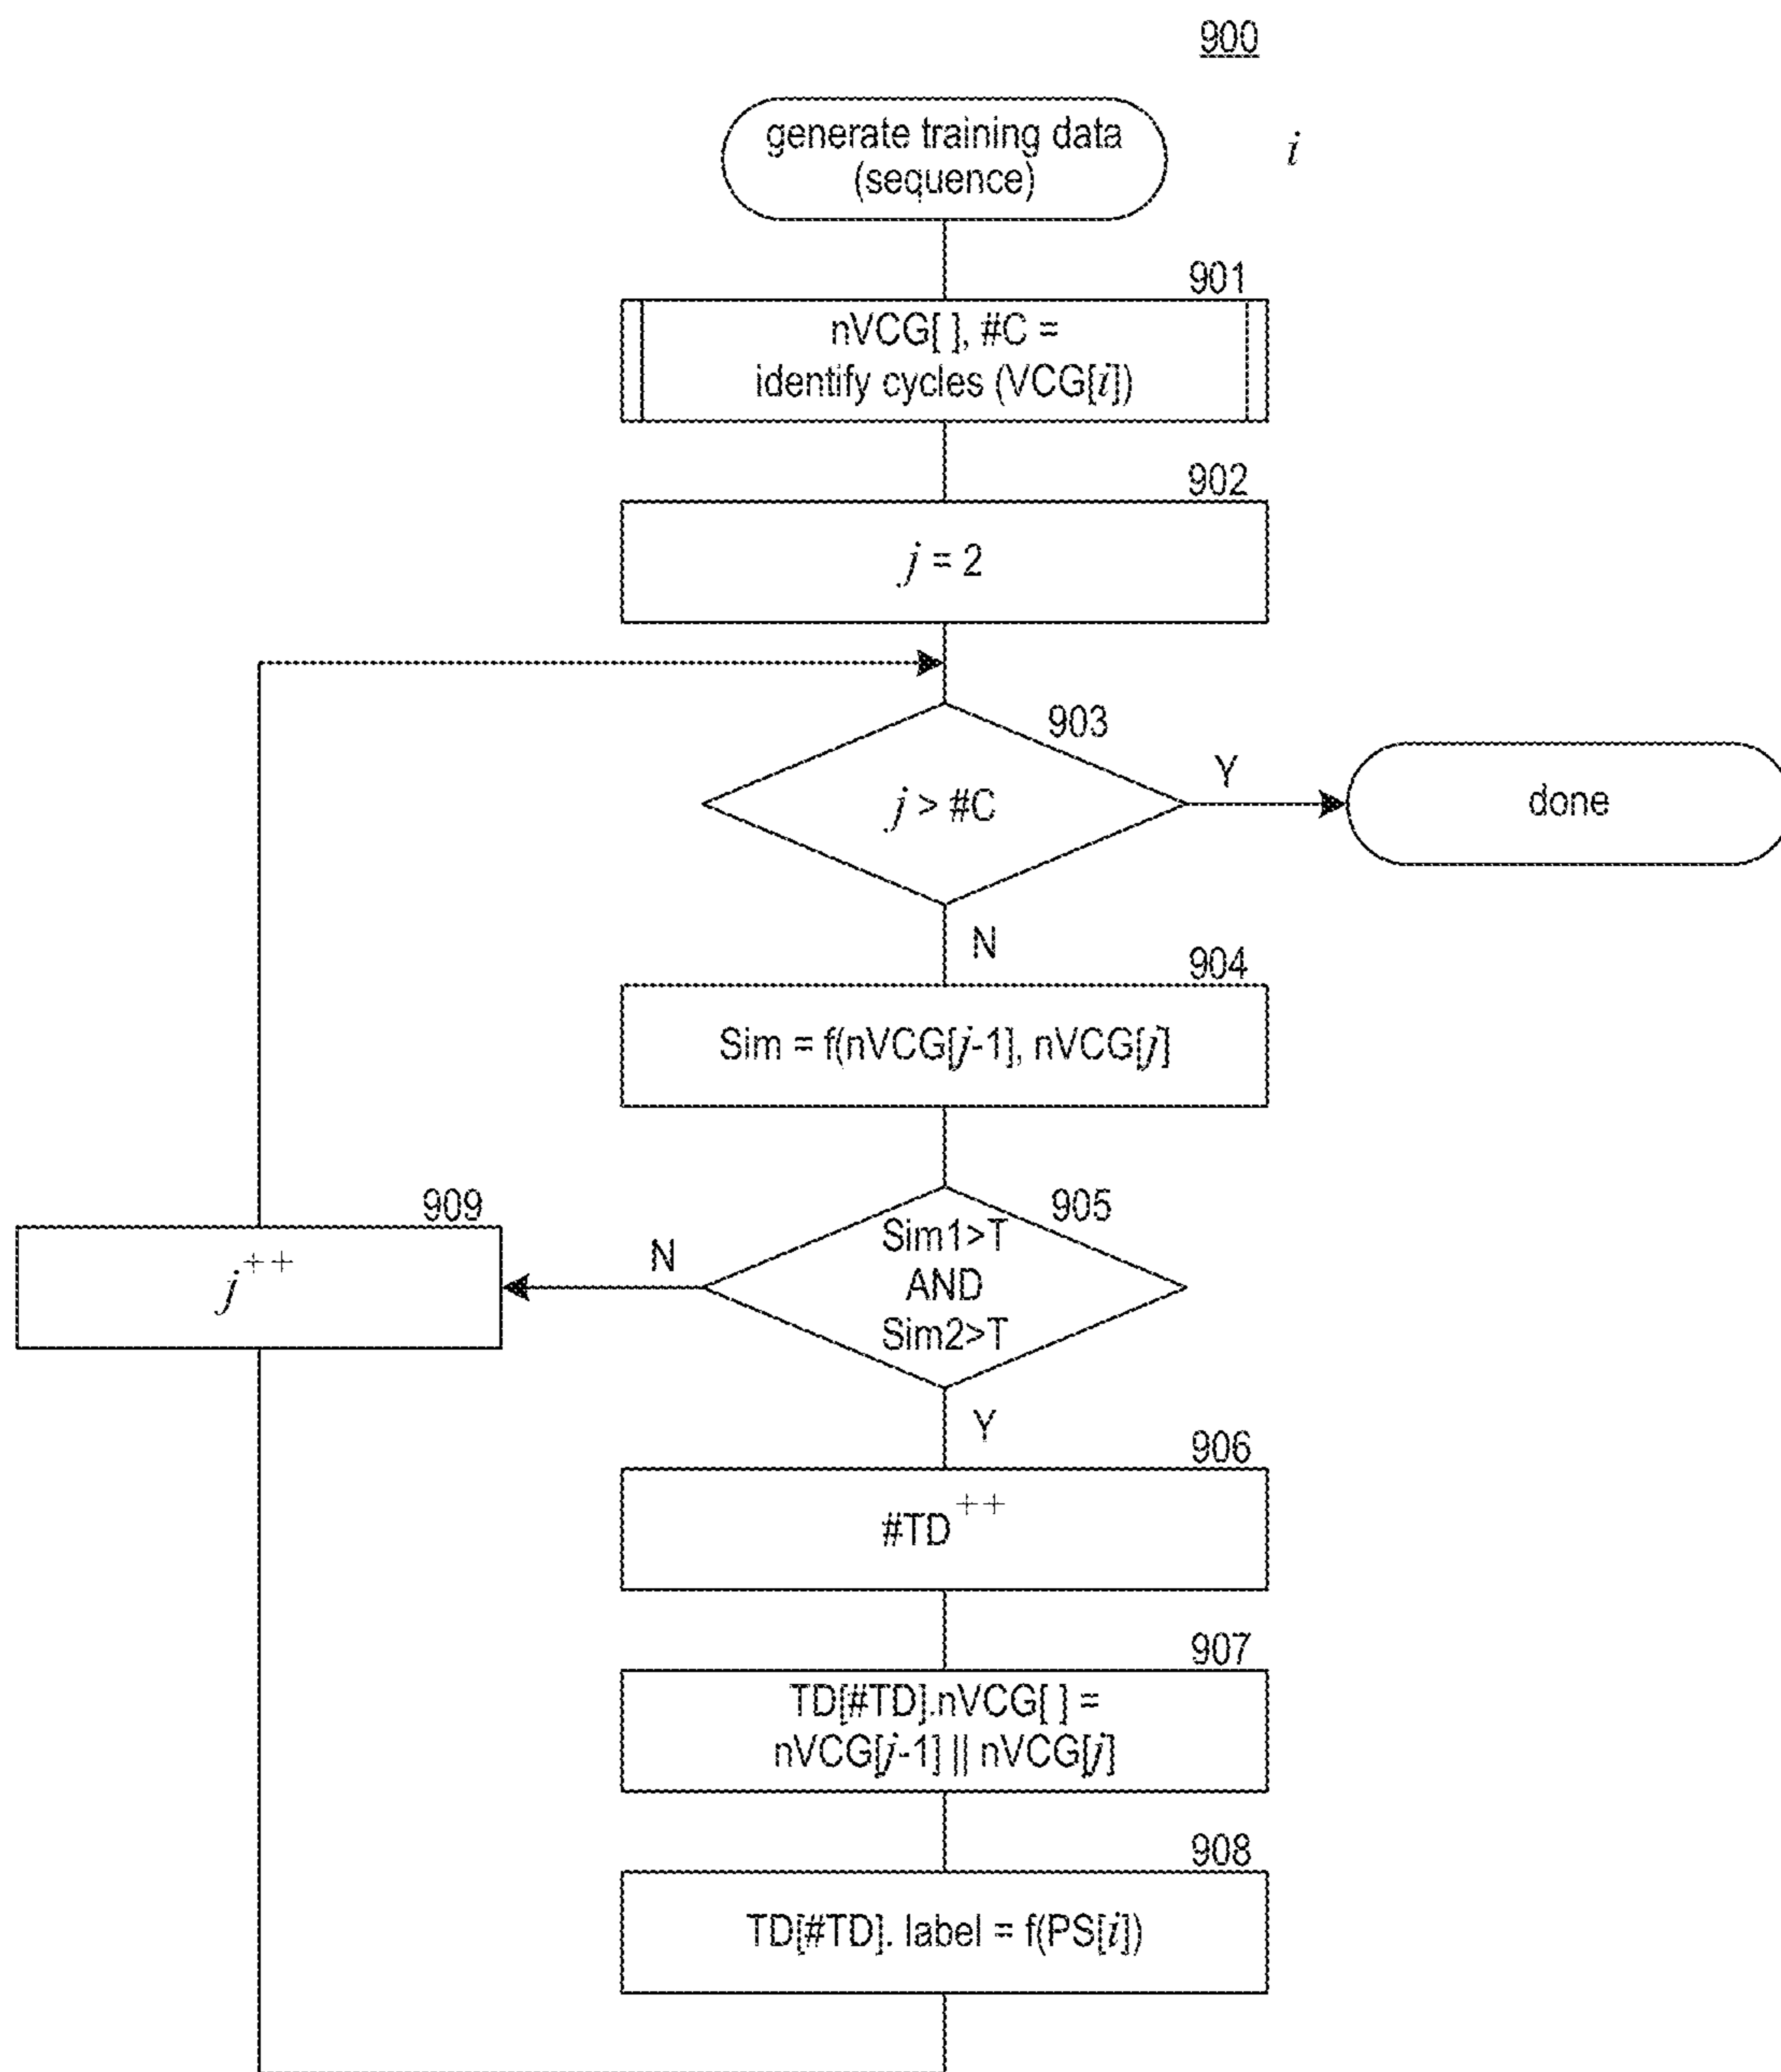 900
generate training data
(sequence)
i
901
nVCG[ ], #C =
identify cycles (VCG[i])
902
j = 2
903
j > #C
Y
done
N
904
Sim = f(nVCG[j-1], nVCG[j]
905
Sim1>T
AND
Sim2>T
N
909
j++
Y
906
#TD++
907
TD[#TD].nVCG[ ] =
nVCG[j-1] || nVCG[j]
908
TD[#TD]. label = f(PS[i])